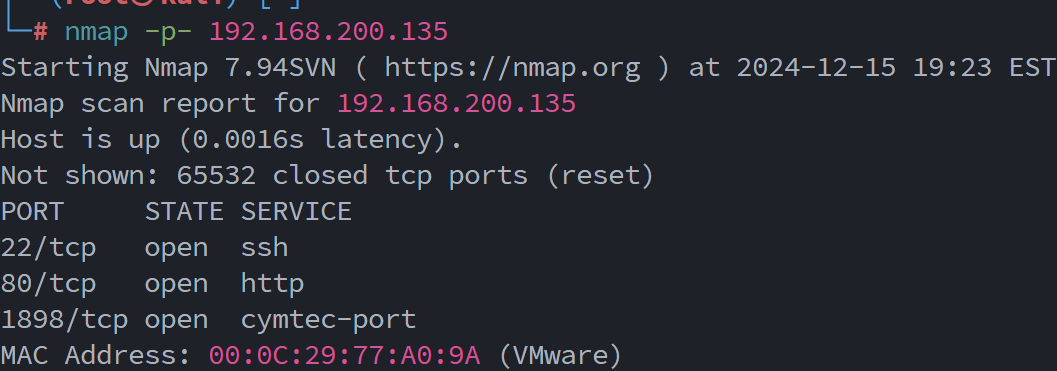 └─# nmap -p- 192.168.200.135
Starting Nmap 7.94SVN ( https://nmap.org ) at 2024-12-15 19:23 EST
Nmap scan report for 192.168.200.135
Host is up (0.0016s latency).
Not shown: 65532 closed tcp ports (reset)
PORT     STATE SERVICE
22/tcp   open  ssh
80/tcp   open  http
1898/tcp open  cymtec-port
MAC Address: 00:0C:29:77:A0:9A (VMware)